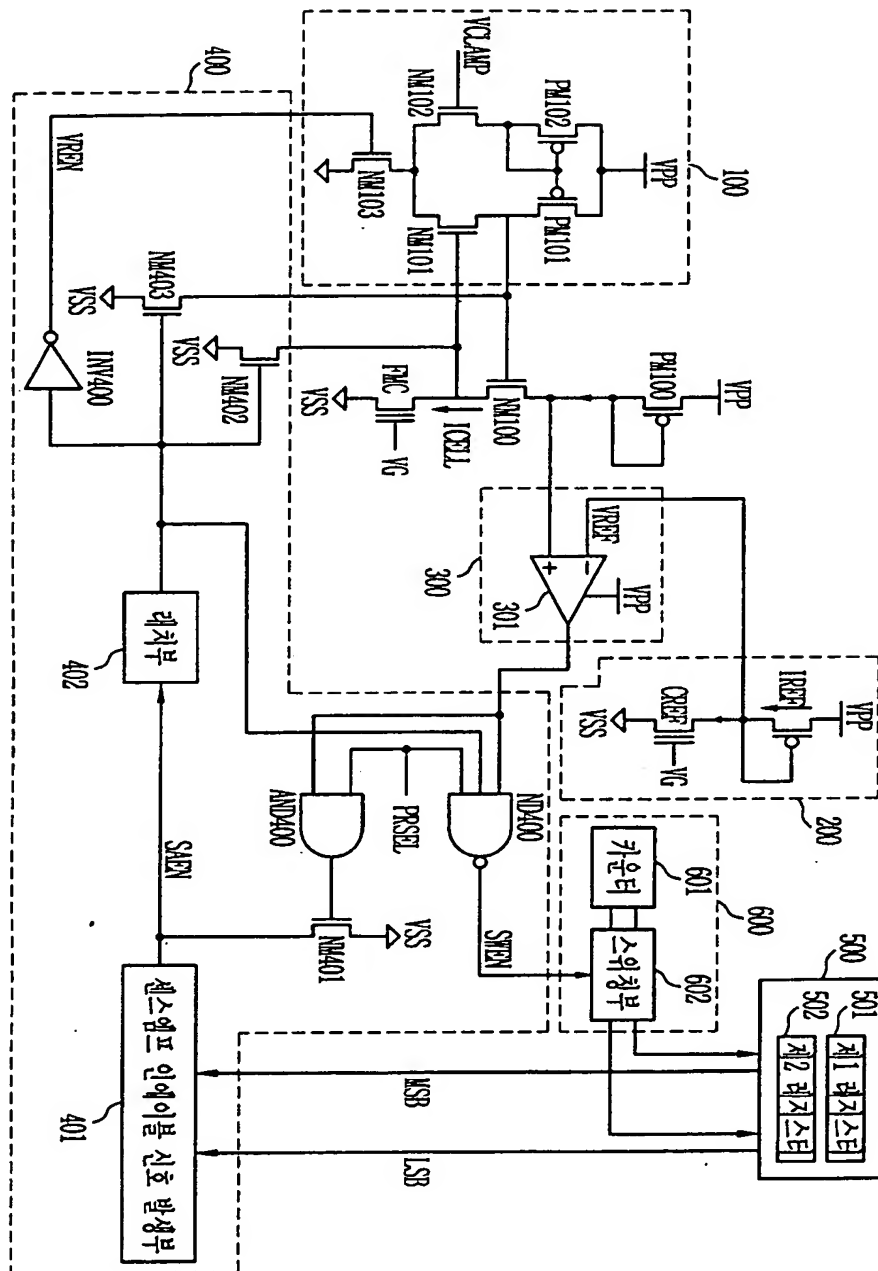 500
501
제1 레지스터
502
제2 레지스터
VPP
IREF
CREF
VG
VSS
200
601
카운터
600
스위칭부
602
MSB
LSB
SWEN
VREF
301
VPP
300
ND400
PRSEL
AND400
NM401
VSS
VPP
PM100
NM100
ICELL
FMC
VG
VSS
VPP
100
PM102
PM101
VCLAMP
NM102
NM101
NM103
NM402
VSS
NM403
VSS
400
VREN
INV400
래치부
402
SAEN
센스엠프 인에이블 신호 발생부
401